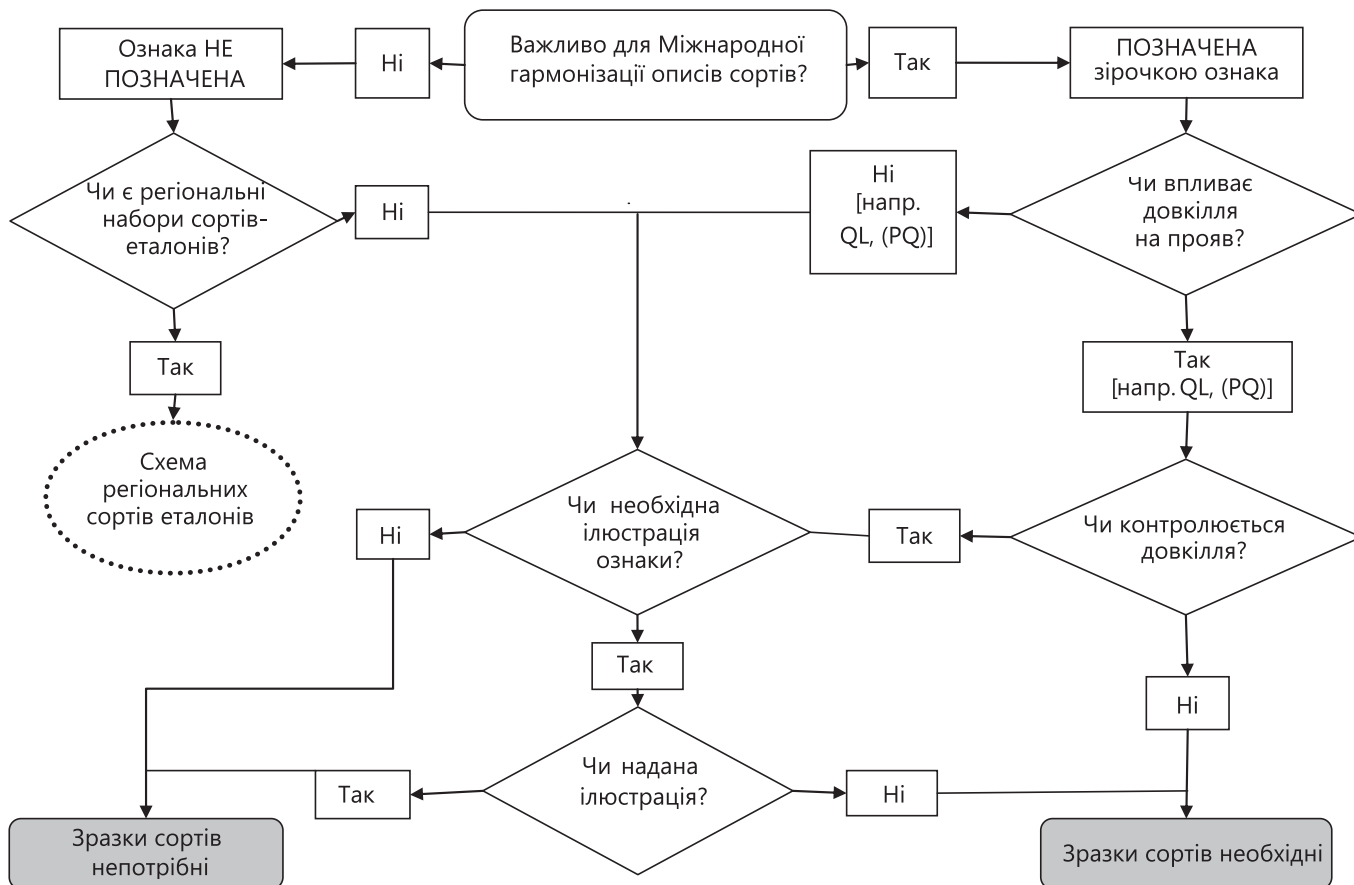 Ознака НЕ
ПОЗНАЧЕНА
Ні
Важливо для Міжнародної
гармонізації описів сортів?
Так
ПОЗНАЧЕНА
зірочкою ознака
Чи є регіональні
набори сортів-
еталонів?
Ні
Ні
[напр.
QL, (PQ)]
Чи впливає
довкілля
на прояв?
Так
Так
[напр. QL, (PQ)]
Схема
регіональних
сортів еталонів
Ні
Чи необхідна
ілюстрація
ознаки?
Так
Чи контролюється
довкілля?
Так
Ні
Так
Чи надана
ілюстрація?
Ні
Зразки сортів
непотрібні
Зразки сортів необхідні